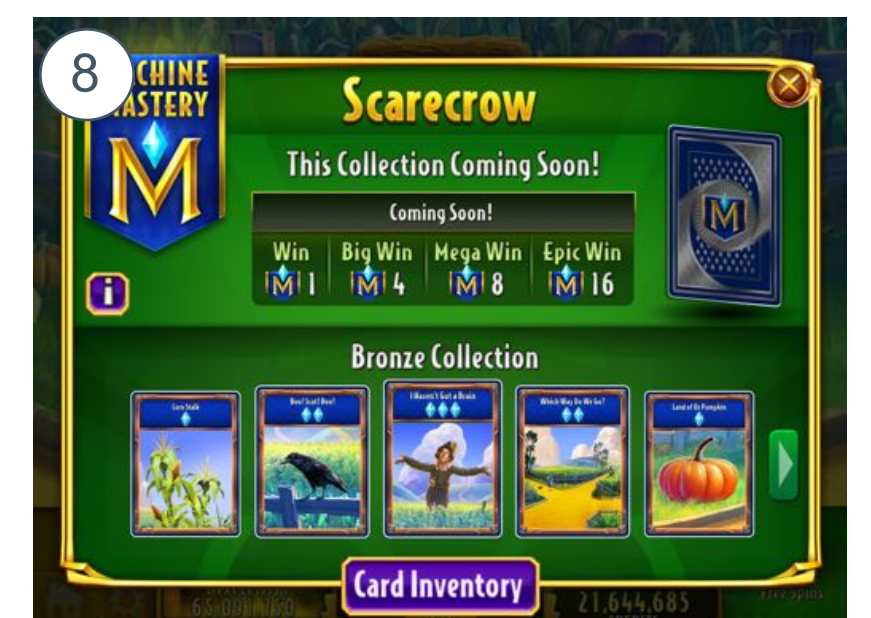 8
CHINE
MASTERY
M
Scarecrow
This Collection Coming Soon!
Coming Soon!
Win
Big Win
Mega Win
Epic Win
M 1
M 4
M 8
M 16
M
i
Bronze Collection
Corn Stalk
Boo! Scat! Boo!
I Haven't Got a Brain
Which Way Do We Go?
Land of Oz Pumpkin
Card Inventory
21,644,685
Free Spins